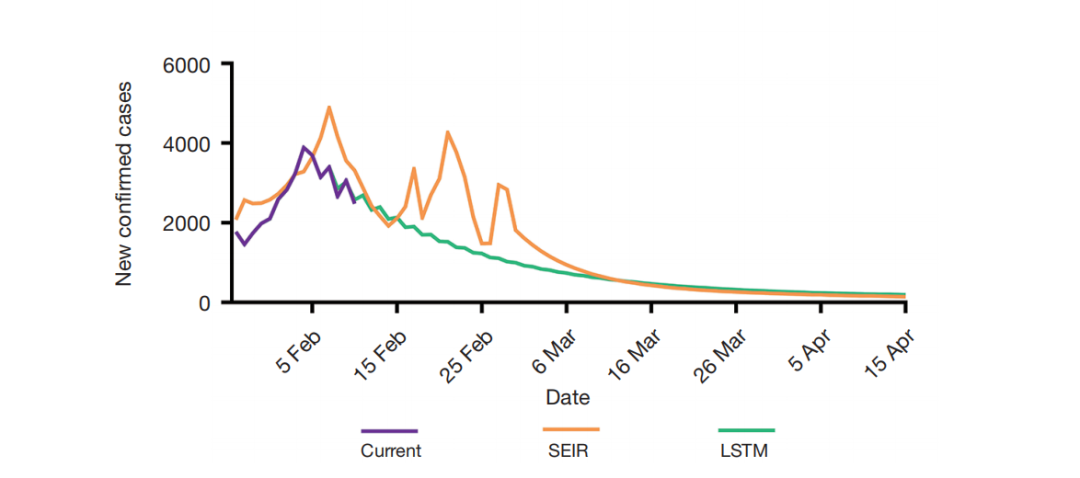 New confirmed cases
6000
4000
2000
0
5 Feb
15 Feb
25 Feb
6 Mar
16 Mar
26 Mar
5 Apr
15 Apr
Date
Current
SEIR
LSTM